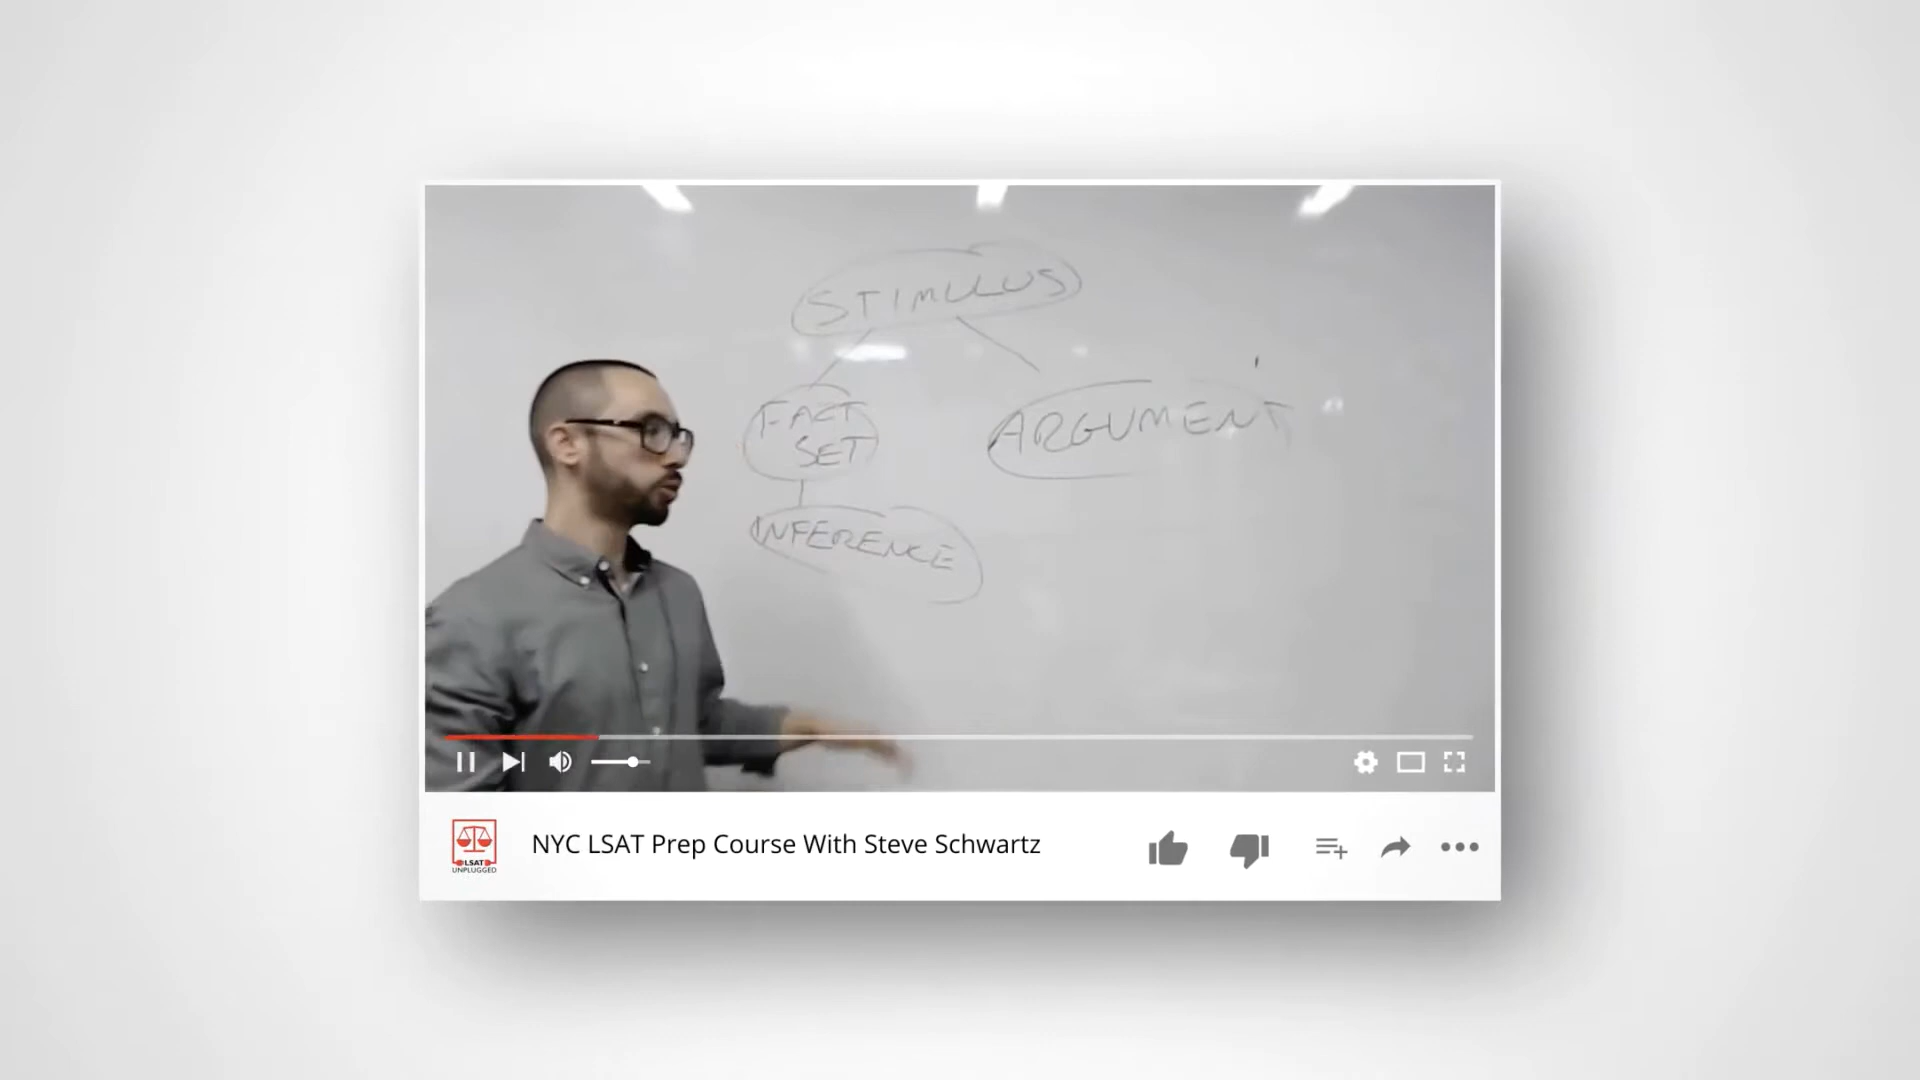 STIMULUS
FACT
SET
ARGUMENT
INFERENCE
NYC LSAT Prep Course With Steve Schwartz
LSAT
UNPLUGGED